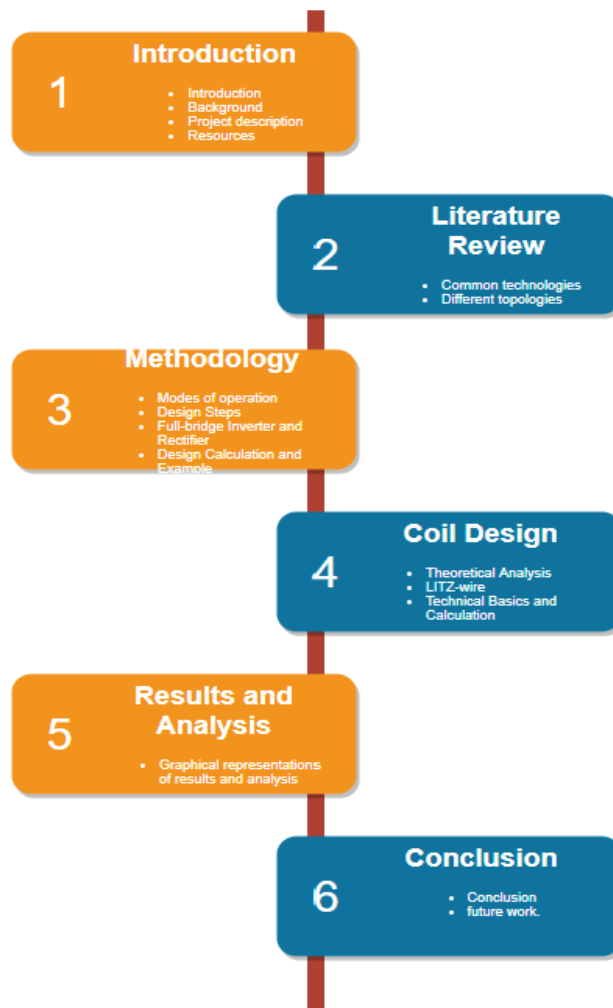 Introduction
1
• Introduction
• Background
• Project description
• Resources
Literature
Review
2
• Common technologies
• Different topologies
Methodology
3
• Modes of operation
• Design Steps
• Full-bridge Inverter and
Rectifier
• Design Calculation and
Example
Coil Design
4
• Theoretical Analysis
• LITZ-wire
• Technical Basics and
Calculation
Results and
Analysis
5
• Graphical representations
of results and analysis
Conclusion
6
• Conclusion
• future work.